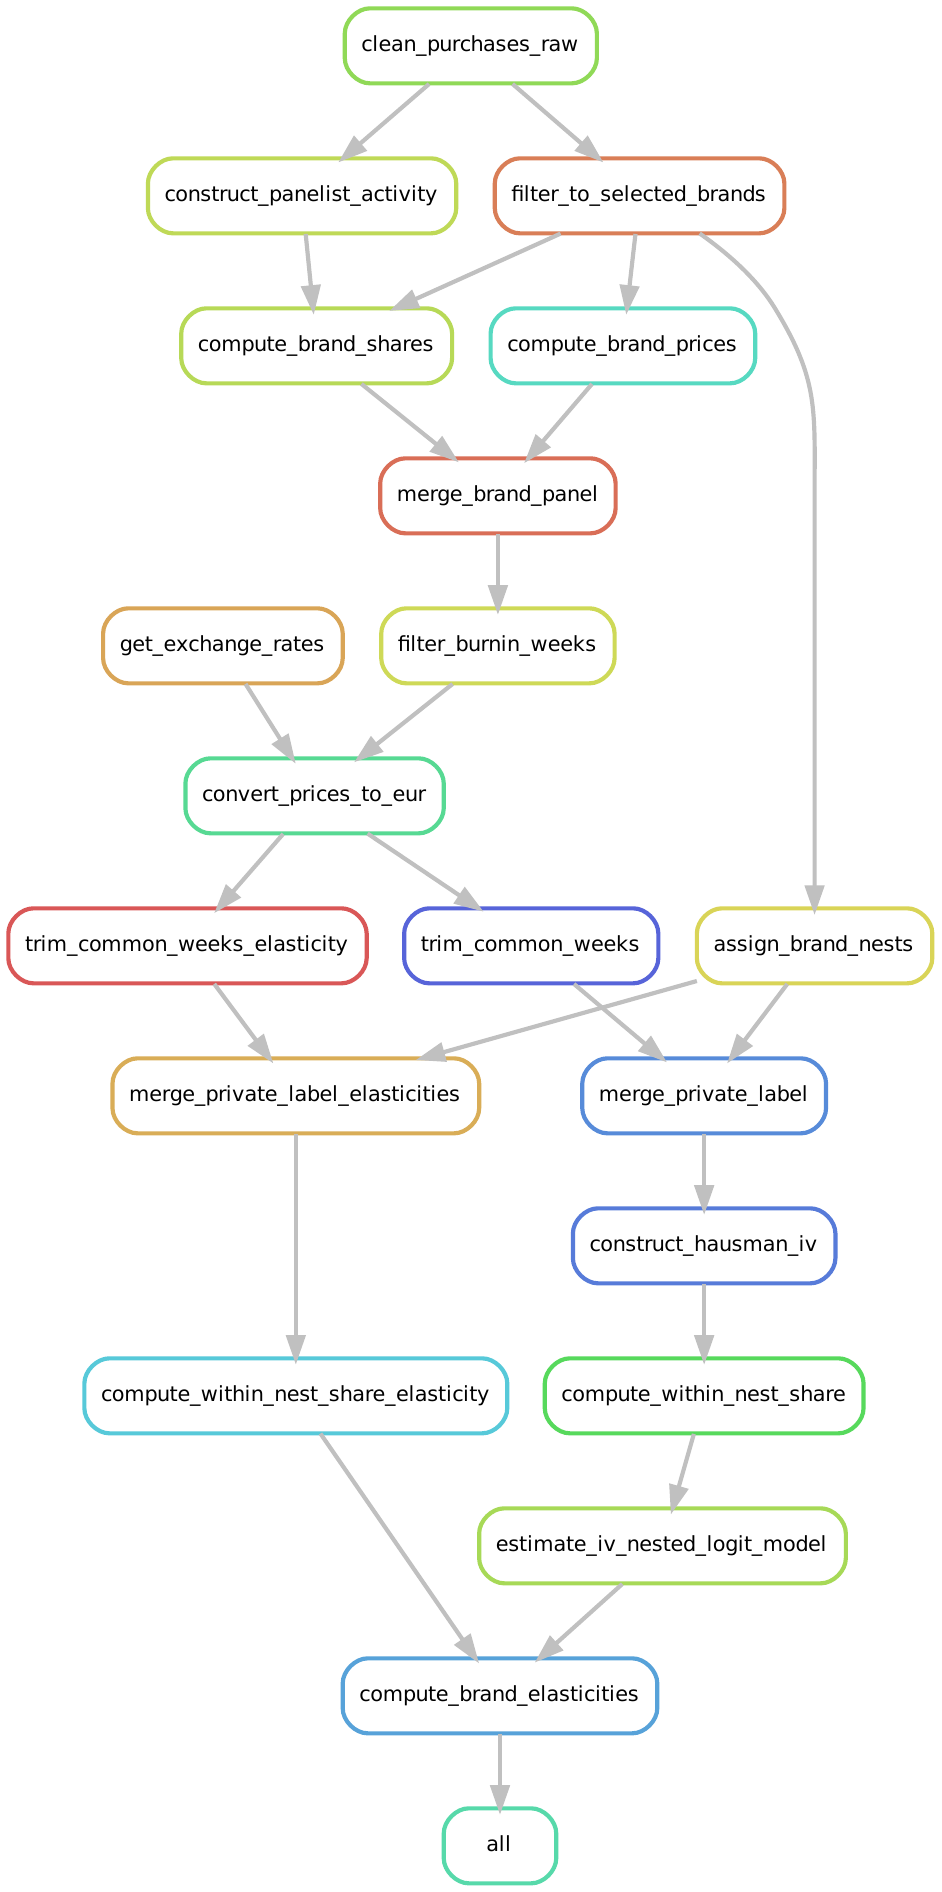 clean_purchases_raw
construct_panelist_activity
filter_to_selected_brands
compute_brand_shares
compute_brand_prices
merge_brand_panel
get_exchange_rates
filter_burnin_weeks
convert_prices_to_eur
trim_common_weeks_elasticity
trim_common_weeks
assign_brand_nests
merge_private_label_elasticities
merge_private_label
construct_hausman_iv
compute_within_nest_share_elasticity
compute_within_nest_share
estimate_iv_nested_logit_model
compute_brand_elasticities
all